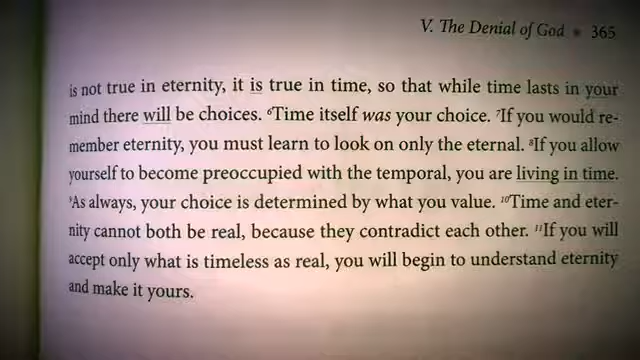 V. The Denial of God ■ 365
is not true in eternity, it is true in time, so that while time lasts in your
mind there will be choices. ⁶Time itself was your choice. ⁷If you would re-
member eternity, you must learn to look on only the eternal. ⁸If you allow
yourself to become preoccupied with the temporal, you are living in time.
⁹As always, your choice is determined by what you value. ¹⁰Time and eter-
nity cannot both be real, because they contradict each other. ¹¹If you will
accept only what is timeless as real, you will begin to understand eternity
and make it yours.